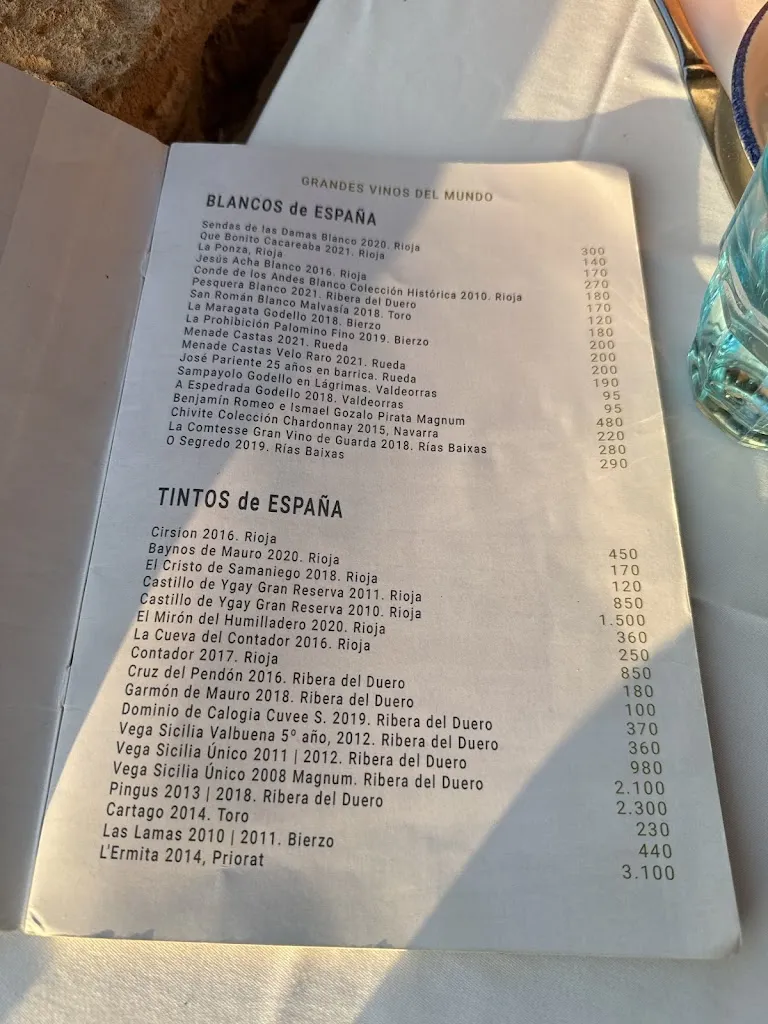 GRANDES VINOS DEL MUNDO
BLANCOS de ESPAÑA
Sendas de las Damas Blanco 2020. Rioja 300
Que Bonito Cacareaba 2021. Rioja 140
La Ponza, Rioja 170
Jesús Acha Blanco 2016. Rioja 270
Conde de los Andes Blanco Colección Histórica 2010. Rioja 180
Pesquera Blanco 2021. Ribera del Duero 170
San Román Blanco Malvasía 2018. Toro 120
La Maragata Godello 2018. Bierzo 180
La Prohibición Palomino Fino 2019. Bierzo 200
Menade Castas 2021. Rueda 200
Menade Castas Velo Raro 2021. Rueda 200
José Pariente 25 años en barrica. Rueda 190
Sampayolo Godello en Lágrimas. Valdeorras 95
A Espedrada Godello 2018. Valdeorras 95
Benjamín Romeo e Ismael Gozalo Pirata Magnum 480
Chivite Colección Chardonnay 2015, Navarra 220
La Comtesse Gran Vino de Guarda 2018. Rías Baixas 280
O Segredo 2019. Rías Baixas 290
TINTOS de ESPAÑA
Cirsion 2016. Rioja 450
Baynos de Mauro 2020. Rioja 170
El Cristo de Samaniego 2018. Rioja 120
Castillo de Ygay Gran Reserva 2011. Rioja 850
Castillo de Ygay Gran Reserva 2010. Rioja 1.500
El Mirón del Humilladero 2020. Rioja 360
La Cueva del Contador 2016. Rioja 250
Contador 2017. Rioja 850
Cruz del Pendón 2016. Ribera del Duero 180
Garmón de Mauro 2018. Ribera del Duero 100
Dominio de Calogia Cuvee S. 2019. Ribera del Duero 370
Vega Sicilia Valbuena 5º año, 2012. Ribera del Duero 360
Vega Sicilia Único 2011 | 2012. Ribera del Duero 980
Vega Sicilia Único 2008 Magnum. Ribera del Duero 2.100
Pingus 2013 | 2018. Ribera del Duero 2.300
Cartago 2014. Toro 230
Las Lamas 2010 | 2011. Bierzo 440
L'Ermita 2014, Priorat 3.100